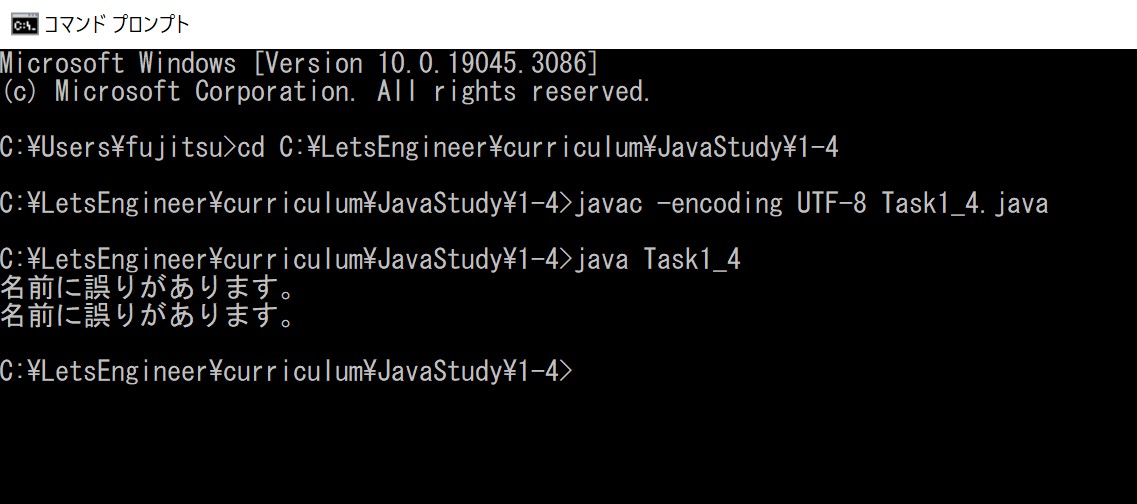 コマンド プロンプト
Microsoft Windows [Version 10.0.19045.3086]
(c) Microsoft Corporation. All rights reserved.
C:¥Users¥fujitsu>cd C:¥LetsEngineer¥curriculum¥JavaStudy¥1-4
C:¥LetsEngineer¥curriculum¥JavaStudy¥1-4>javac -encoding UTF-8 Task1_4.java
C:¥LetsEngineer¥curriculum¥JavaStudy¥1-4>java Task1_4
名前に誤りがあります。
名前に誤りがあります。
C:¥LetsEngineer¥curriculum¥JavaStudy¥1-4>